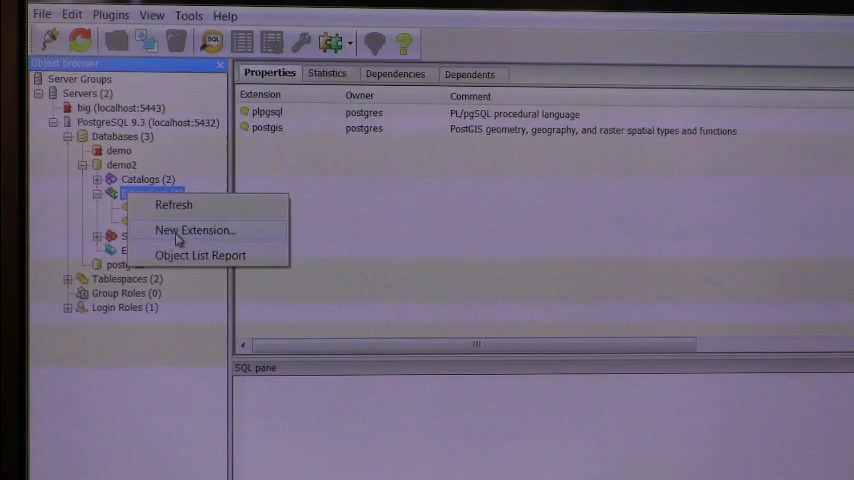 File Edit Plugins View Tools Help
SQL
Object browser
Server Groups
Servers (2)
big (localhost:5443)
PostgreSQL 9.3 (localhost:5432)
Databases (3)
demo
demo2
Catalogs (2)
Refresh
New Extension...
Object List Report
Tablespaces (2)
Group Roles (0)
Login Roles (1)
Properties Statistics Dependencies Dependents
Extension Owner Comment
plpgsql postgres PL/pgSQL procedural language
postgis postgres PostGIS geometry, geography, and raster spatial types and functions
SQL pane